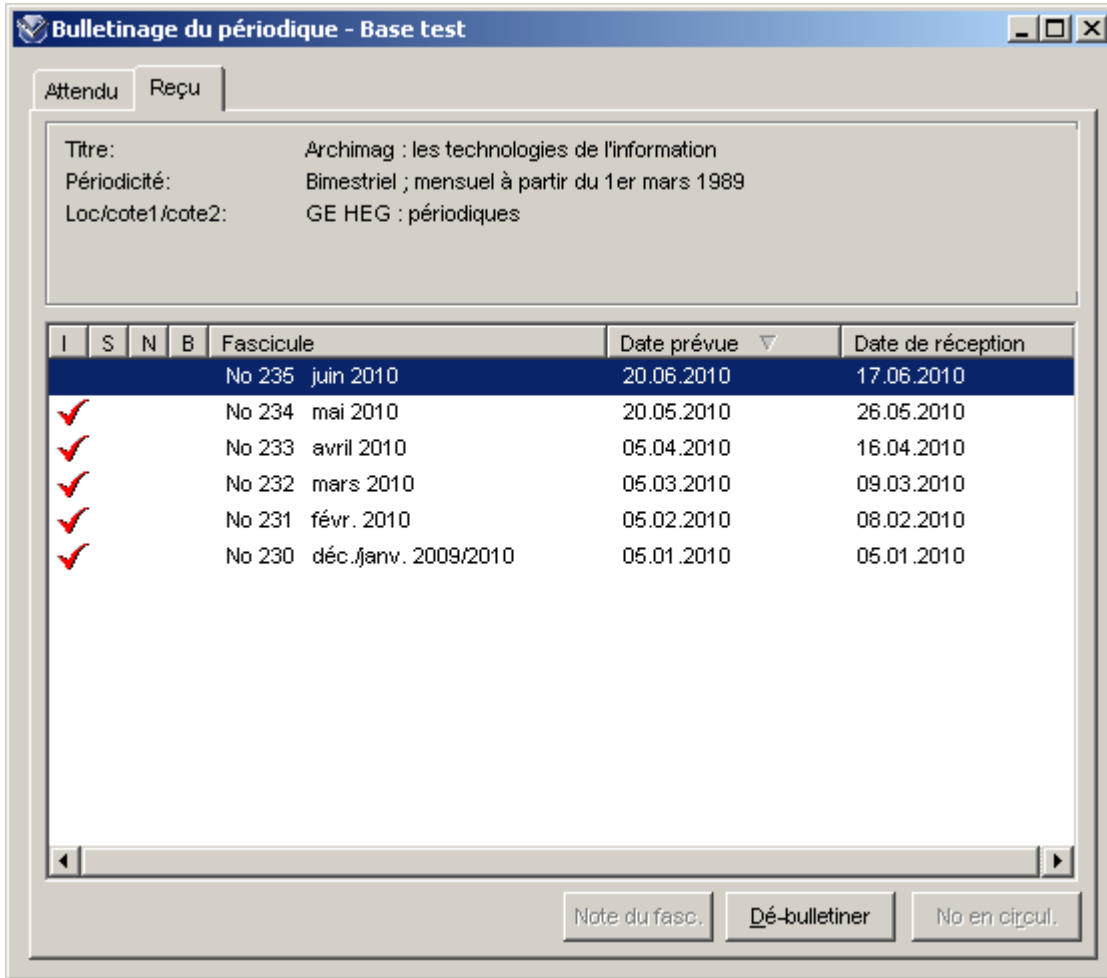 Bulletinage du périodique - Base test
Attendu Reçu
Titre: Archimag : les technologies de l'information
Périodicité: Bimestriel ; mensuel à partir du 1er mars 1989
Loc/cote1/cote2: GE HEG : périodiques
I S N B Fascicule Date prévue Date de réception
No 235 juin 2010 20.06.2010 17.06.2010
No 234 mai 2010 20.05.2010 26.05.2010
No 233 avril 2010 05.04.2010 16.04.2010
No 232 mars 2010 05.03.2010 09.03.2010
No 231 févr. 2010 05.02.2010 08.02.2010
No 230 déc./janv. 2009/2010 05.01.2010 05.01.2010
Note du fasc. Dé-bulletiner No en circul.